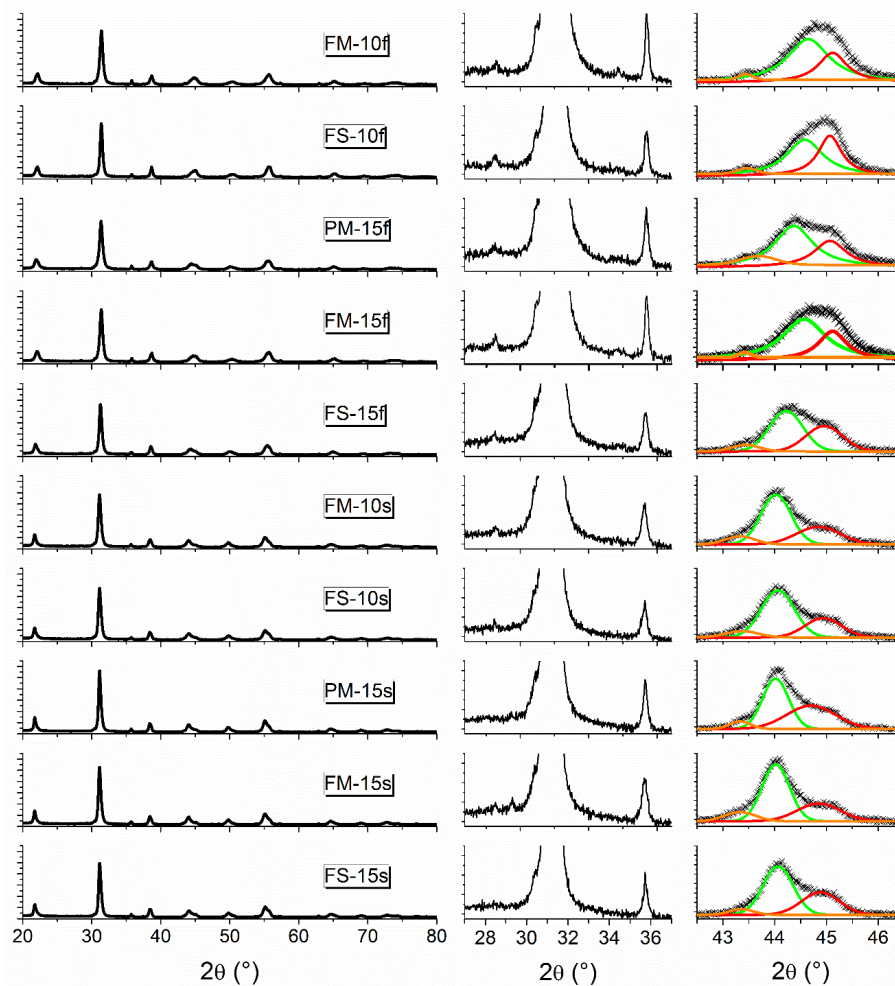 FM-10f
FS-10f
PM-15f
FM-15f
FS-15f
FM-10s
FS-10s
PM-15s
FM-15s
FS-15s
20 30 40 50 60 70 80
28 30 32 34 36
43 44 45 46
2θ (°)
2θ (°)
2θ (°)